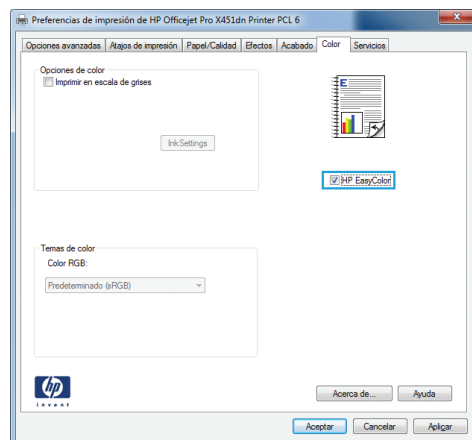 Preferencias de impresión de HP Officejet Pro X451dn Printer PCL 6
Opciones avanzadas Atajos de impresión Papel/Calidad Efectos Acabado Color Servicios
Opciones de color
Imprimir en escala de grises
InkSettings
E
HP EasyColor
Temas de color
Color RGB:
Predeterminado (sRGB)
hp
invent
Acerca de... Ayuda
Aceptar Cancelar Aplicar